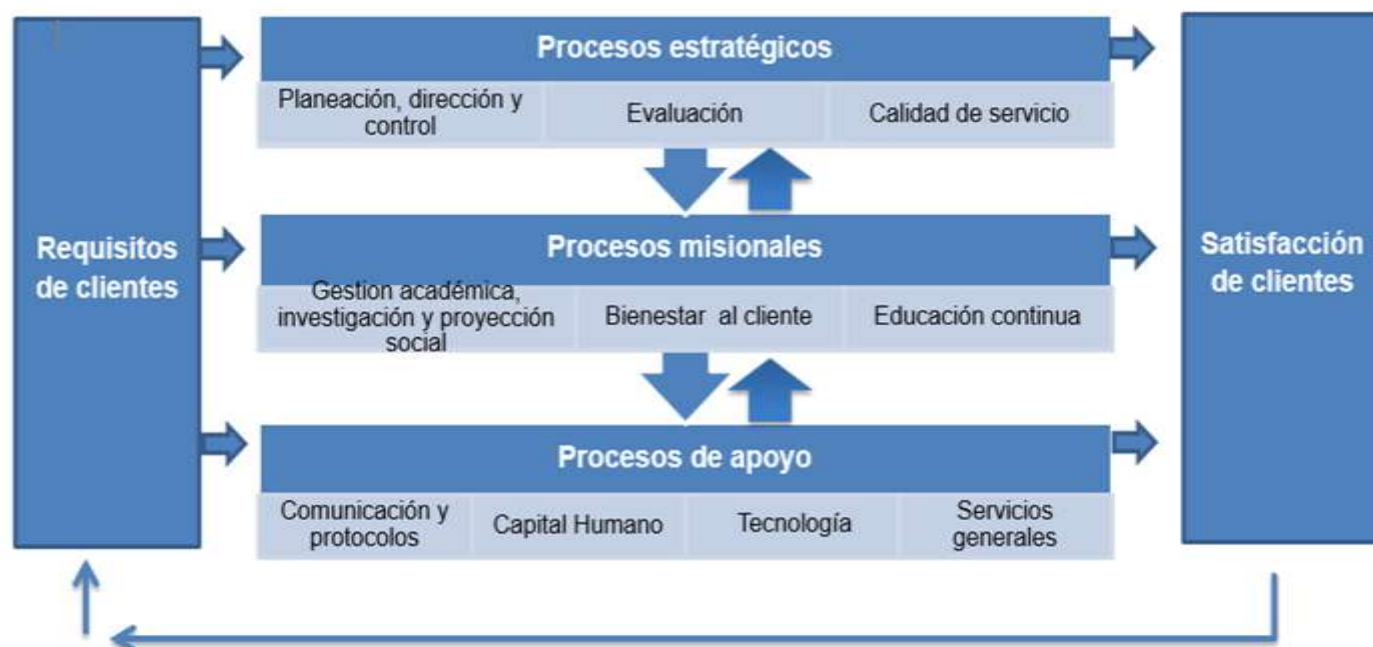 Requisitos
de clientes
Procesos estratégicos
Planeación, dirección y
control
Evaluación
Calidad de servicio
Procesos misionales
Gestion académica,
investigación y proyección
social
Bienestar al cliente
Educación continua
Procesos de apoyo
Comunicación y
protocolos
Capital Humano
Tecnología
Servicios
generales
Satisfacción
de clientes